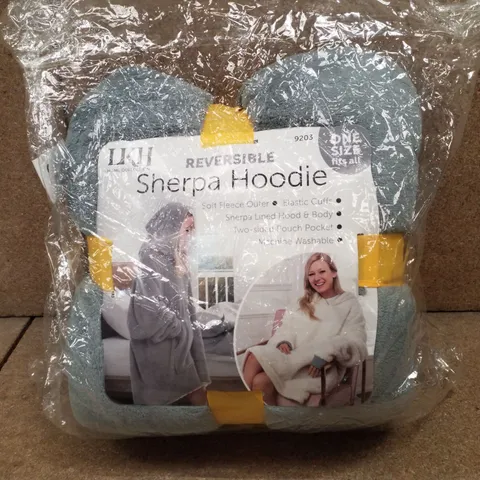 LKH
9203
ONE
SIZE
fits all
REVERSIBLE
Sherpa Hoodie
Soft Fleece Outer • Elastic Cuffs •
Sherpa Lined Hood & Body •
Two-sided Pouch Pocket •
Machine Washable •